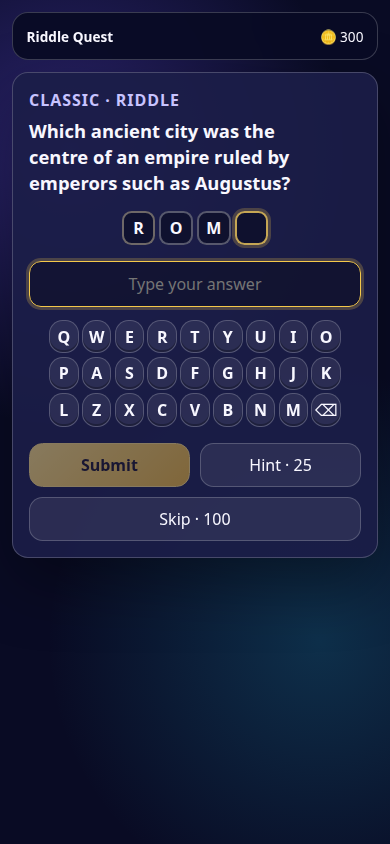 Riddle Quest
🪙 300
CLASSIC · RIDDLE
Which ancient city was the
centre of an empire ruled by
emperors such as Augustus?
R O M
Type your answer
Q W E R T Y U I O
P A S D F G H J K
L Z X C V B N M ⌫
Submit
Hint · 25
Skip · 100